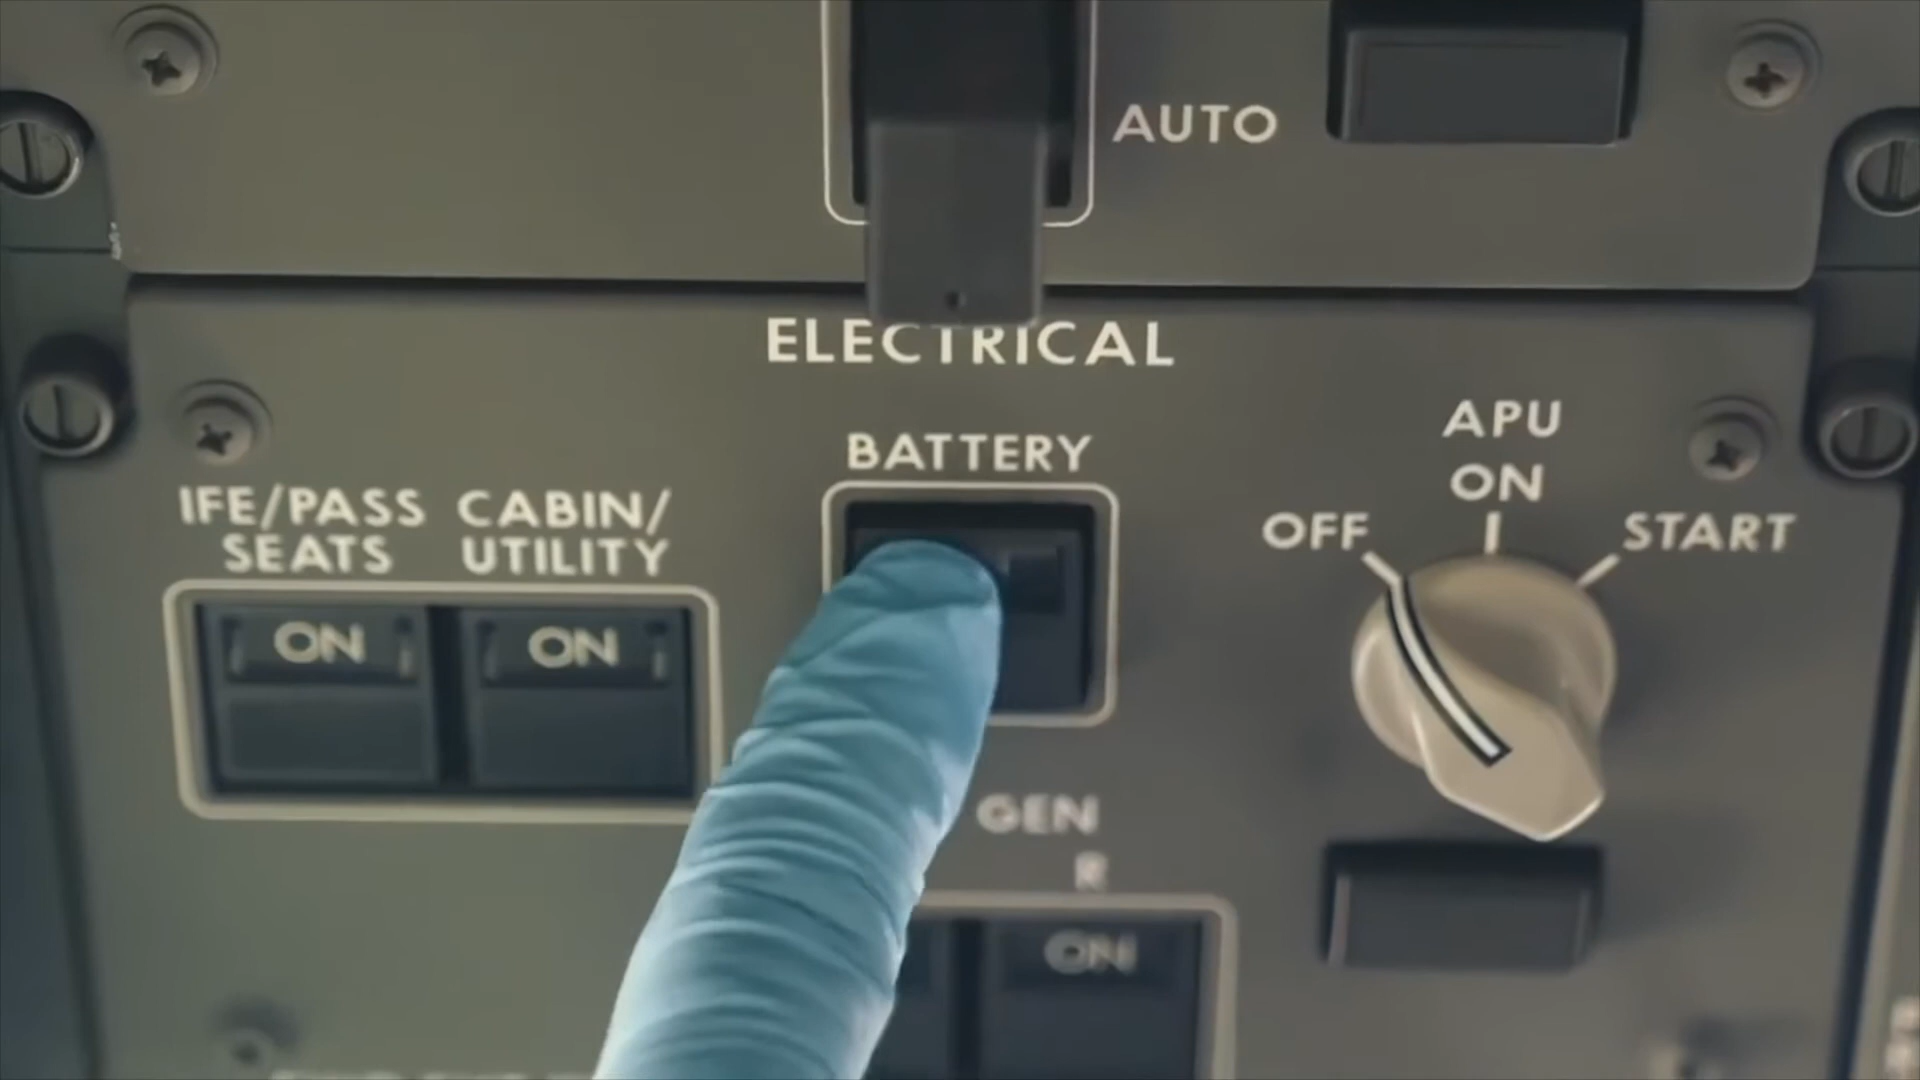 AUTO
ELECTRICAL
BATTERY
APU
ON
OFF
START
IFE/PASS
SEATS
CABIN/
UTILITY
ON
ON
GEN
R
ON